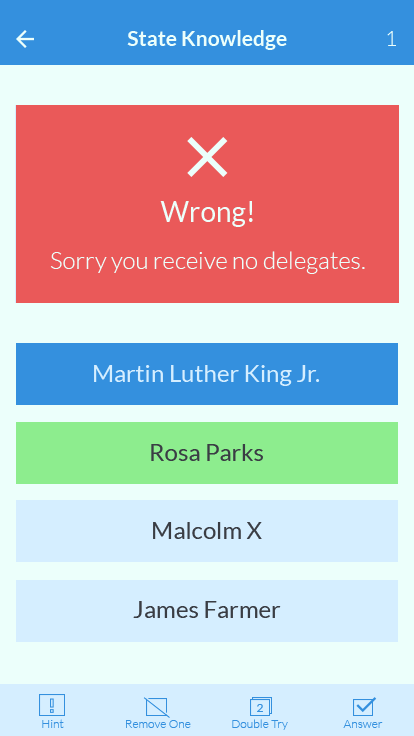 State Knowledge 1
Wrong!
Sorry you receive no delegates.
Martin Luther King Jr.
Rosa Parks
Malcolm X
James Farmer
! 2
Hint Remove One Double Try Answer